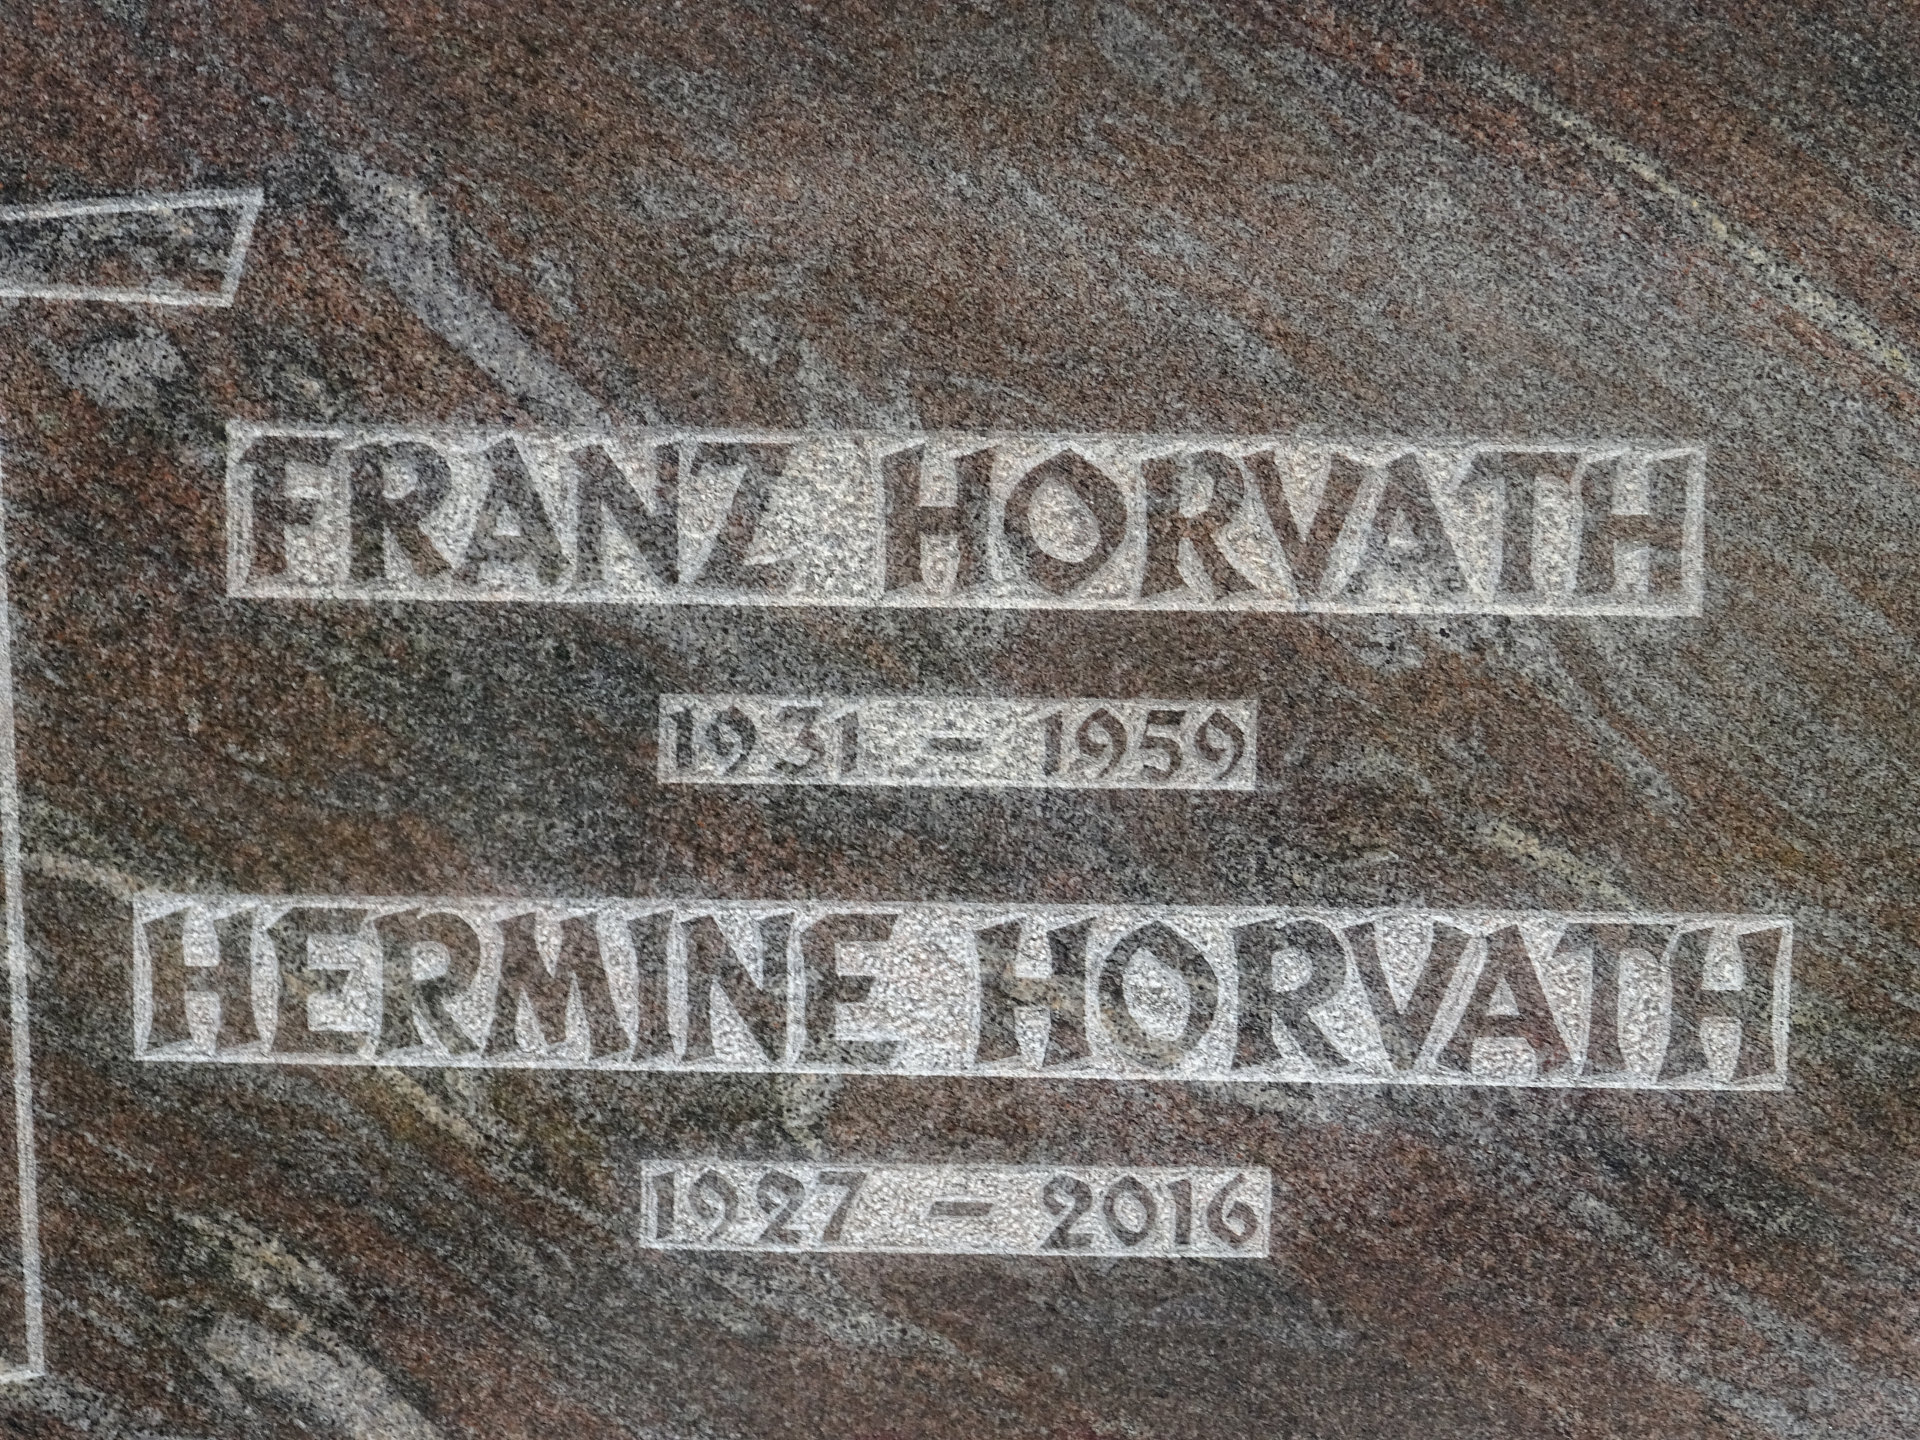 FRANZ HORVATH
1931 – 1959
HERMINE HORVATH
1927 – 2016